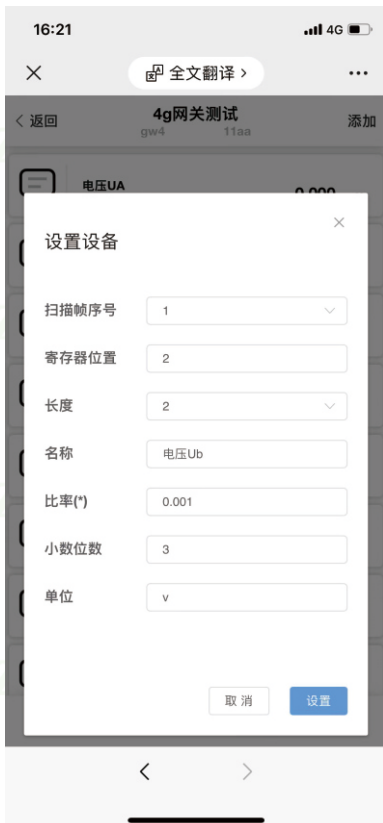 16:21
4G
全文翻译 >
返回
4g网关测试
添加
gw4 11aa
电压UA
0.000
设置设备
扫描帧序号 1
寄存器位置 2
长度 2
名称 电压Ub
比率(*) 0.001
小数位数 3
单位 v
取消 设置